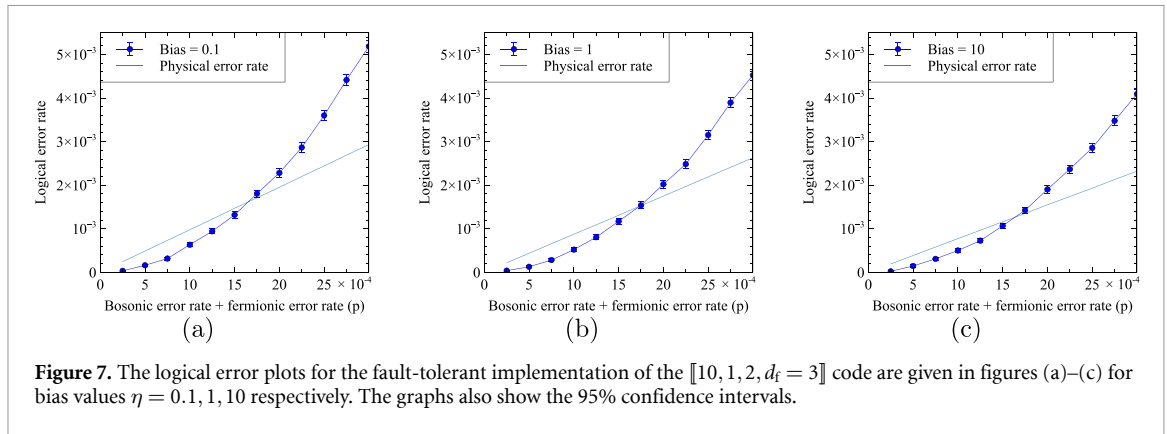 Bias = 0.1
Physical error rate
5×10⁻³
4×10⁻³
3×10⁻³
2×10⁻³
10⁻³
0
Logical error rate
0 5 10 15 20 25 × 10⁻⁴
Bosonic error rate + fermionic error rate (p)
(a)
Bias = 1
Physical error rate
5×10⁻³
4×10⁻³
3×10⁻³
2×10⁻³
10⁻³
0
Logical error rate
0 5 10 15 20 25 × 10⁻⁴
Bosonic error rate + fermionic error rate (p)
(b)
Bias = 10
Physical error rate
5×10⁻³
4×10⁻³
3×10⁻³
2×10⁻³
10⁻³
0
Logical error rate
0 5 10 15 20 25 × 10⁻⁴
Bosonic error rate + fermionic error rate (p)
(c)
Figure 7. The logical error plots for the fault-tolerant implementation of the ⟦10, 1, 2, d_f = 3⟧ code are given in figures (a)–(c) for
bias values η = 0.1, 1, 10 respectively. The graphs also show the 95% confidence intervals.